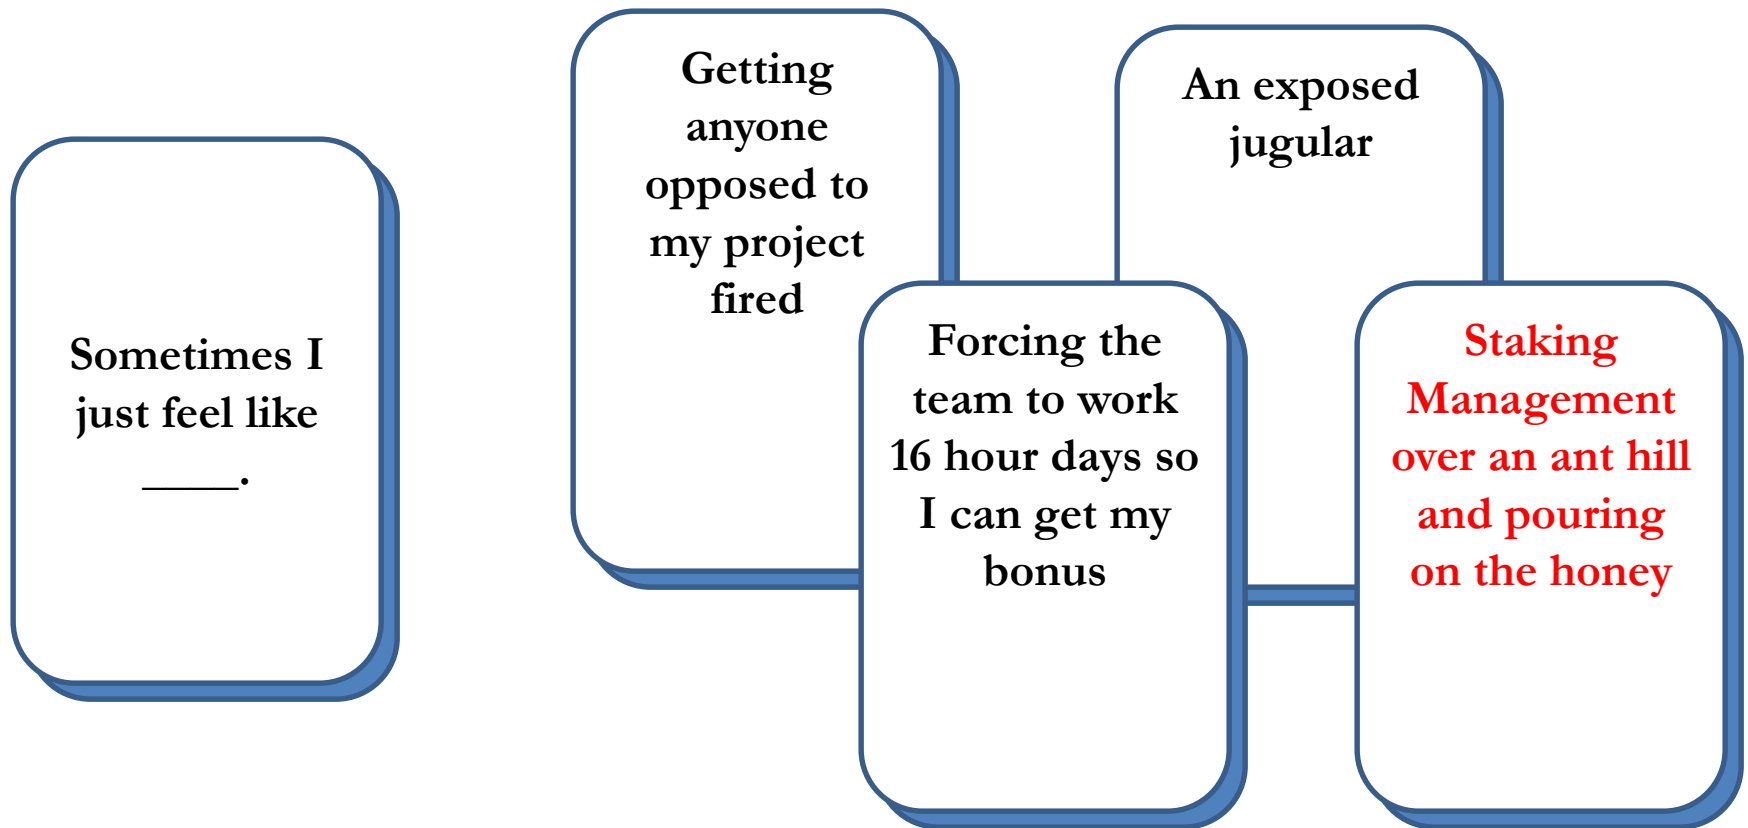 Sometimes I
just feel like
____.
Getting
anyone
opposed to
my project
fired
Forcing the
team to work
16 hour days so
I can get my
bonus
An exposed
jugular
Staking
Management
over an ant hill
and pouring
on the honey